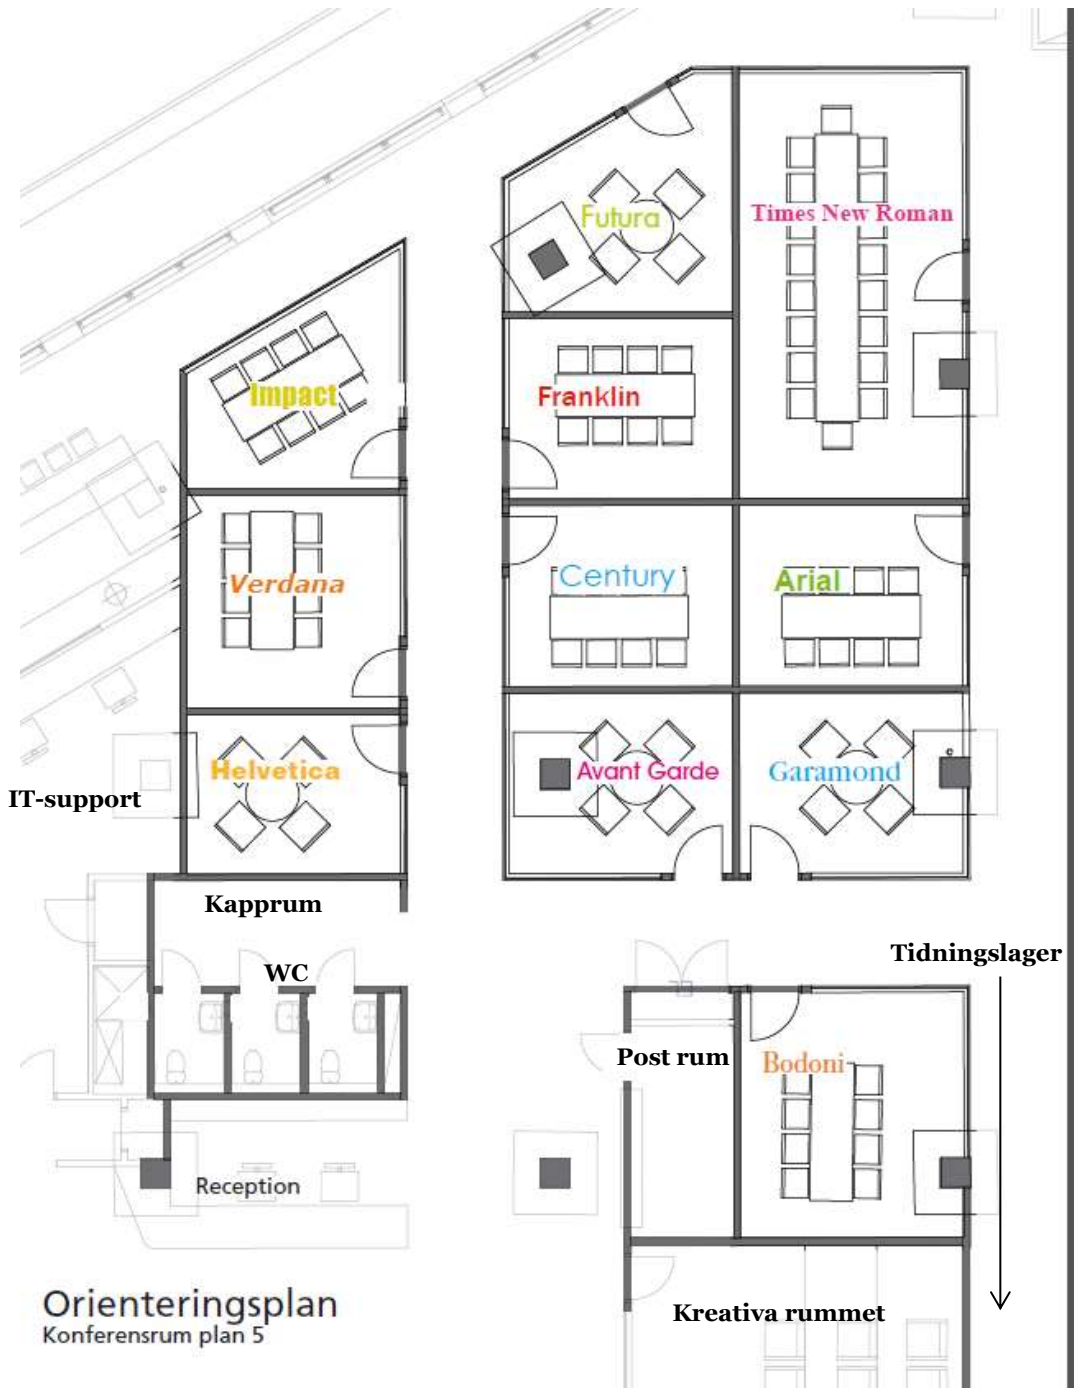 Futura
Times New Roman
Impact
Franklin
Verdana
Century
Arial
Helvetica
Avant Garde
Garamond
IT-support
Kapprum
WC
Tidningslager
Post rum
Bodoni
Reception
Kreativa rummet
Orienteringsplan
Konferensrum plan 5